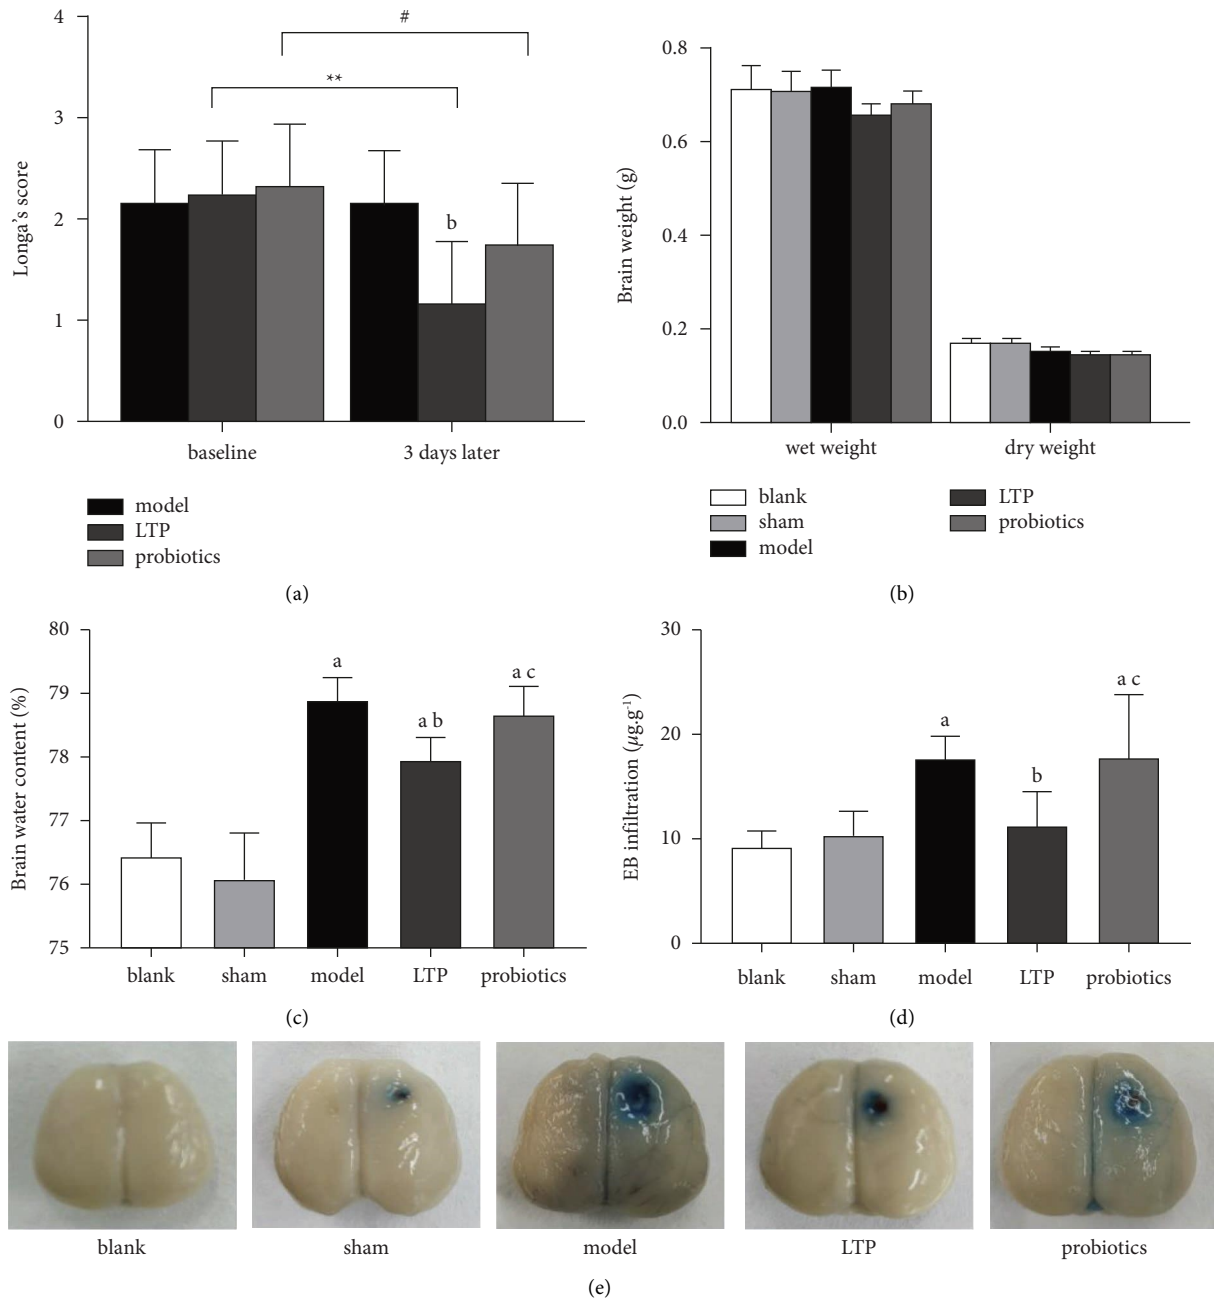 4
3
2
1
0
Longa's score
#
**
b
baseline
3 days later
model
LTP
probiotics
(a)
0.8
0.6
0.4
0.2
0.0
Brain weight (g)
wet weight
dry weight
blank
sham
model
LTP
probiotics
(b)
80
79
78
77
76
75
Brain water content (%)
a
a b
a c
blank
sham
model
LTP
probiotics
(c)
30
20
10
0
EB infiltration (μg.g⁻¹)
a
b
a c
blank
sham
model
LTP
probiotics
(d)
blank
sham
model
LTP
probiotics
(e)